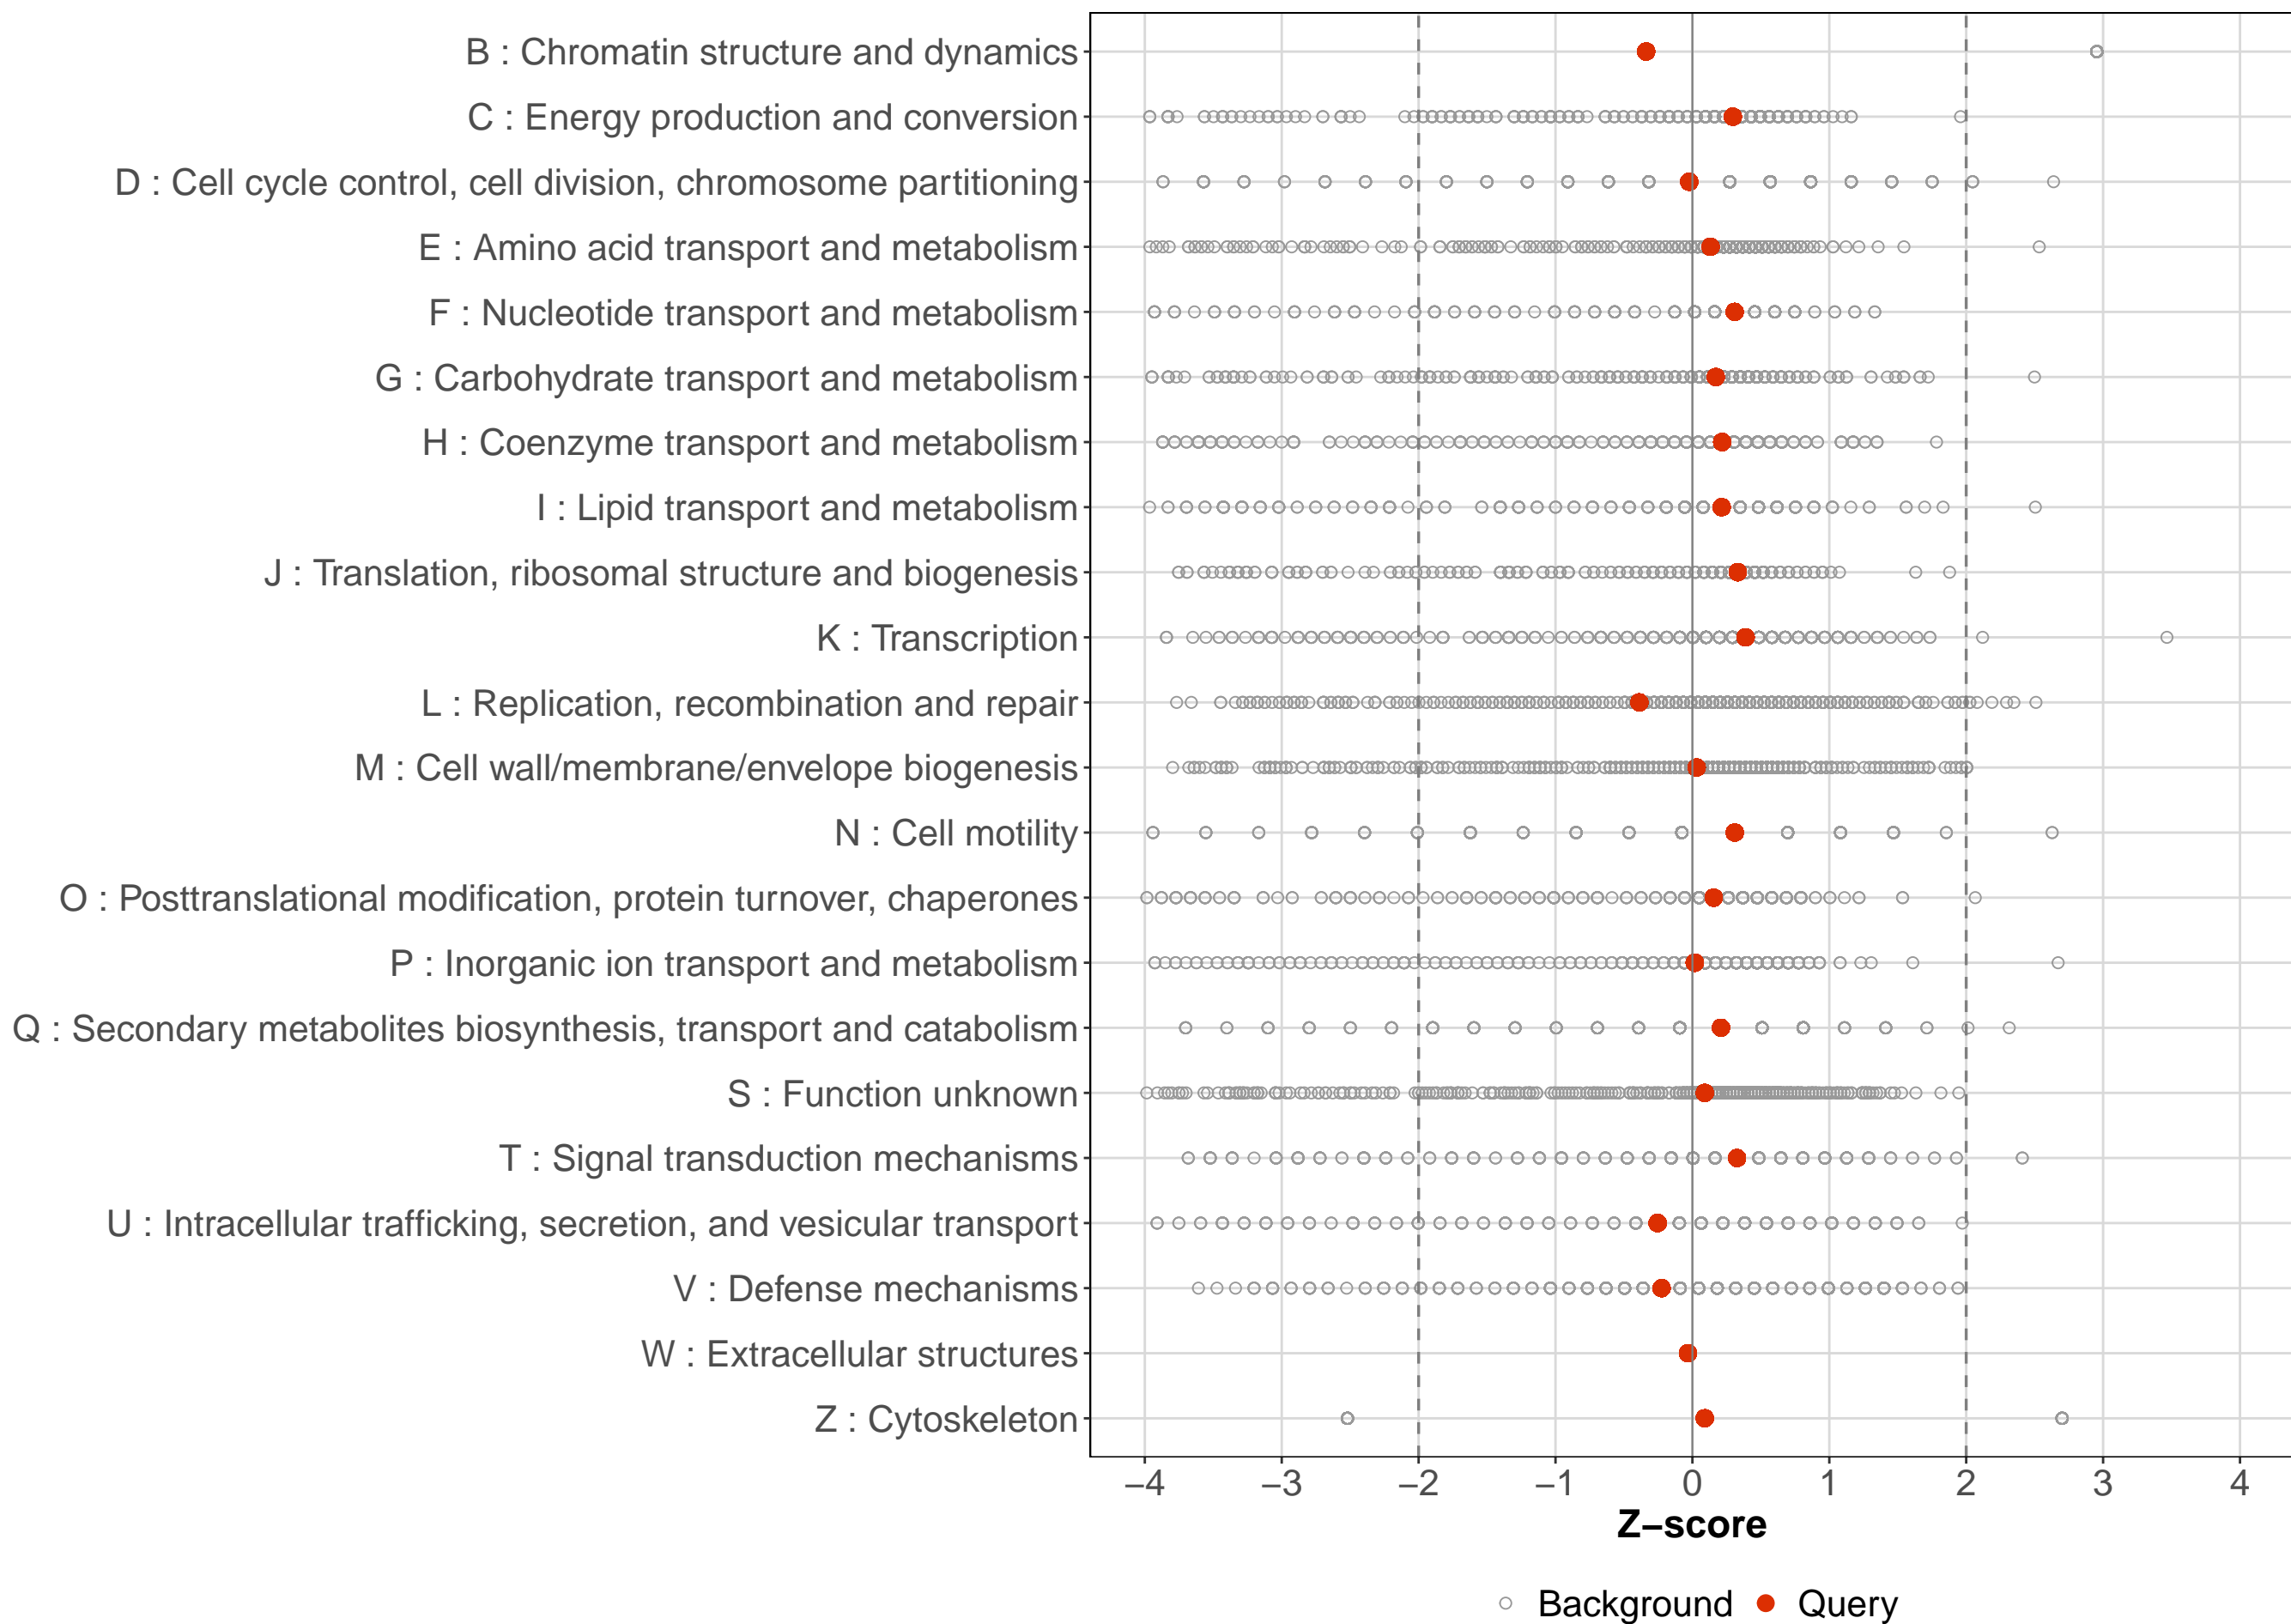 B : Chromatin structure and dynamics
C : Energy production and conversion
D : Cell cycle control, cell division, chromosome partitioning
E : Amino acid transport and metabolism
F : Nucleotide transport and metabolism
G : Carbohydrate transport and metabolism
H : Coenzyme transport and metabolism
I : Lipid transport and metabolism
J : Translation, ribosomal structure and biogenesis
K : Transcription
L : Replication, recombination and repair
M : Cell wall/membrane/envelope biogenesis
N : Cell motility
O : Posttranslational modification, protein turnover, chaperones
P : Inorganic ion transport and metabolism
Q : Secondary metabolites biosynthesis, transport and catabolism
S : Function unknown
T : Signal transduction mechanisms
U : Intracellular trafficking, secretion, and vesicular transport
V : Defense mechanisms
W : Extracellular structures
Z : Cytoskeleton
−4 −3 −2 −1 0 1 2 3 4
Z−score
Background Query